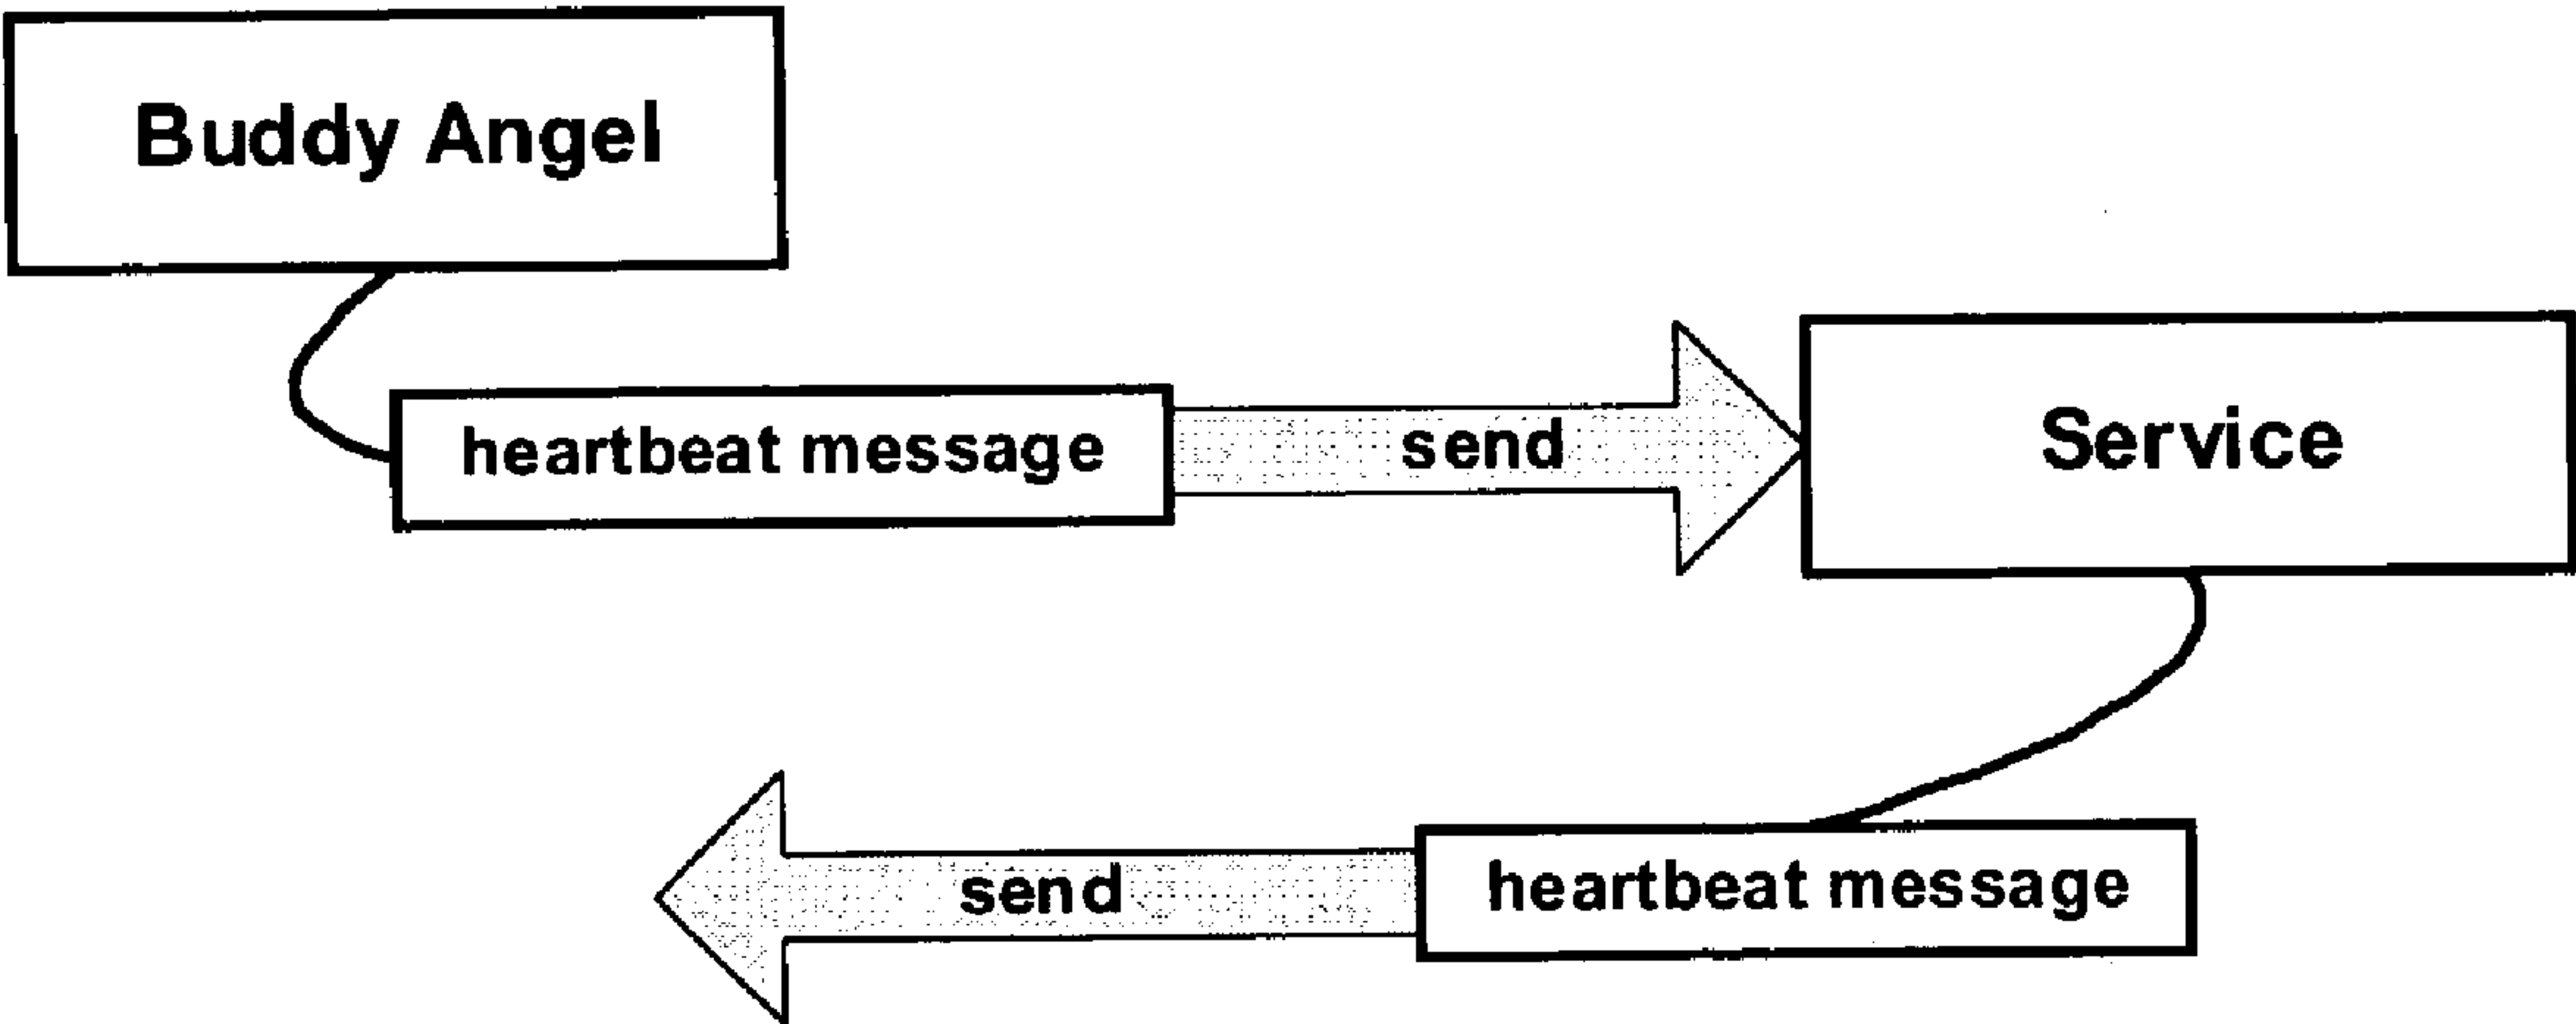 Buddy Angel
heartbeat message
send
Service
send
heartbeat message